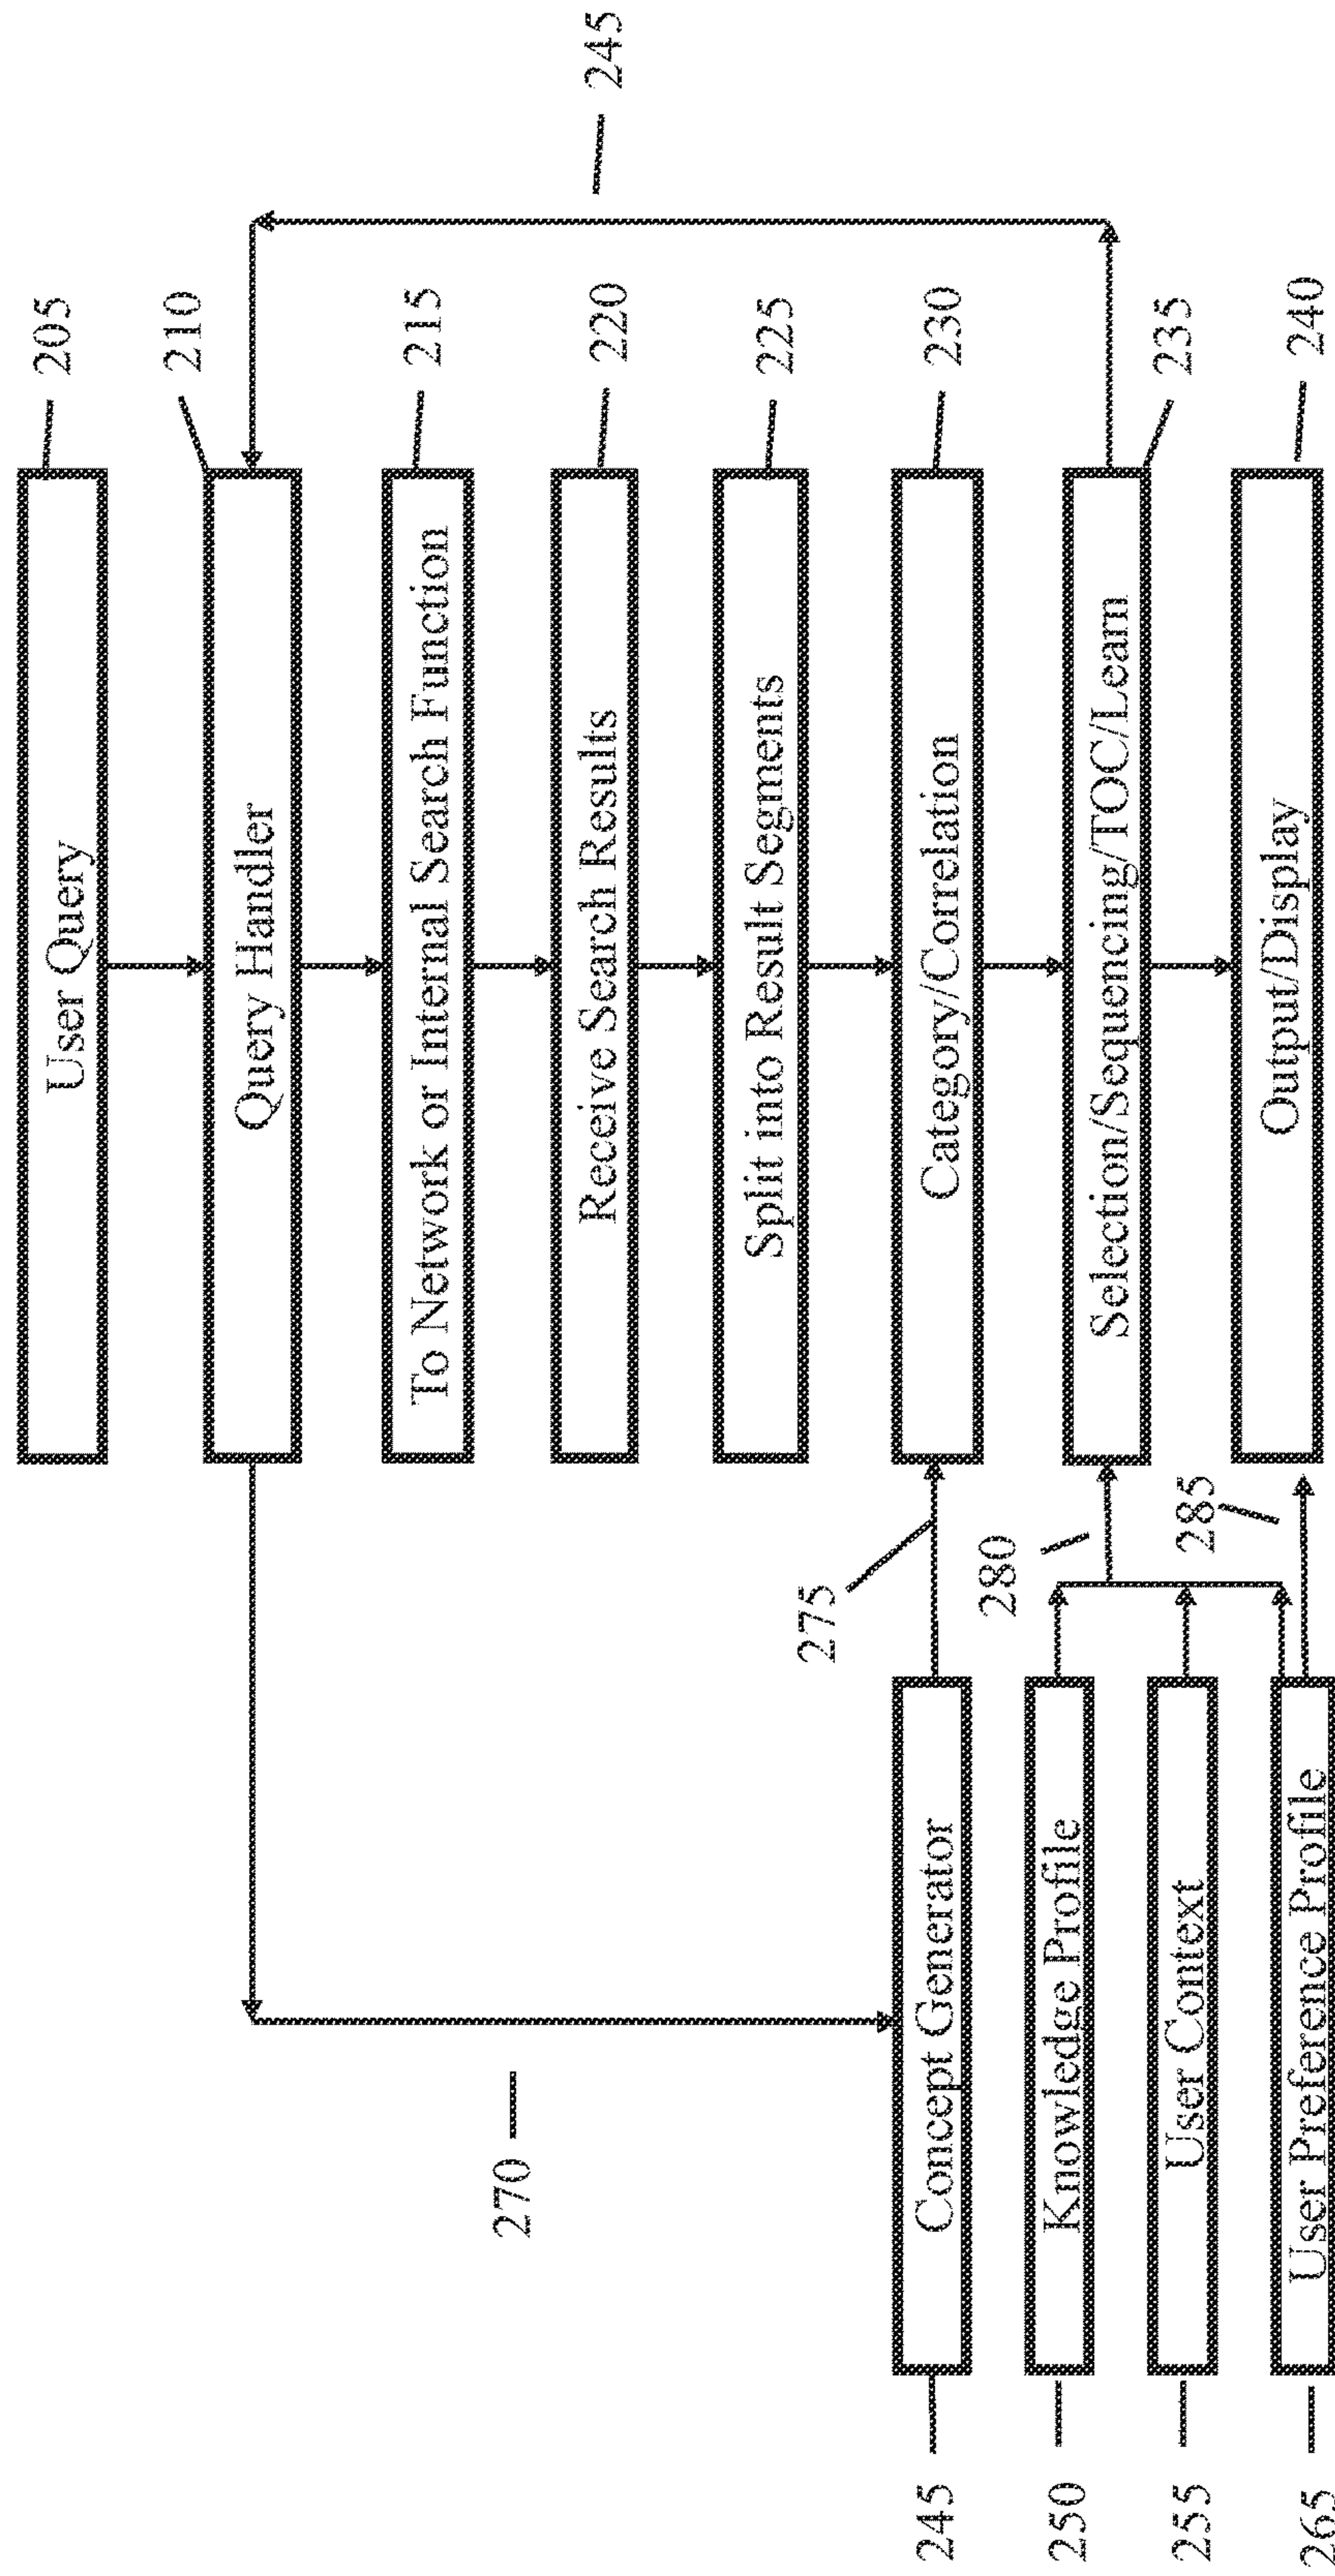 User Query
205
Query Handler
210
To Network or Internal Search Function
215
Receive Search Results
220
245
Split into Result Segments
225
270
Category/Correlation
230
275
Selection/Sequencing/TOC/Learn
235
280
Output/Display
240
285
245
Concept Generator
250
Knowledge Profile
255
User Context
265
User Preference Profile